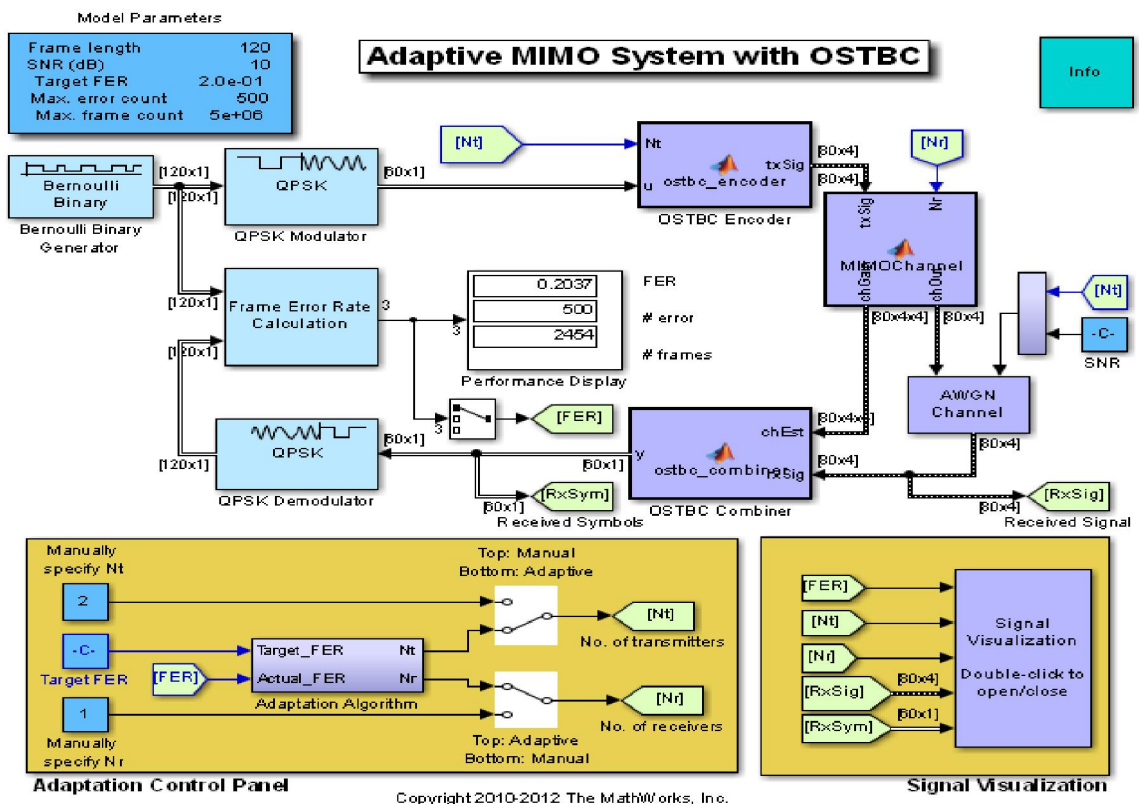 Model Parameters
Frame length 120
SNR (dB) 10
Target FER 2.0e-01
Max. error count 500
Max. frame count 5e+06
Adaptive MIMO System with OSTBC
Info
Bernoulli
Binary
Bernoulli Binary
Generator
[120x1]
[120x1]
QPSK
QPSK Modulator
[60x1]
[Nt]
Nt
u
txSig
ostbc_encoder
OSTBC Encoder
[80x4]
[80x4]
[Nr]
txSig
Nr
MIMOChannel
chGain
chOut
[80x4x4]
[80x4]
[Nt]
-C-
SNR
AWGN
Channel
[80x4]
[120x1]
[120x1]
Frame Error Rate
Calculation
3
3
0.2037
500
2454
FER
# error
# frames
Performance Display
3
[FER]
[120x1]
QPSK
QPSK Demodulator
[60x1]
[60x1]
[60x1]
[RxSym]
Received Symbols
y
chEst
ostbc_combiner
rxSig
OSTBC Combiner
[80x4x4]
[80x4]
[RxSig]
[80x4]
Received Signal
Manually
specify Nt
2
-C-
Target FER
[FER]
1
Manually
specify Nr
Target_FER Nt
Actual_FER Nr
Adaptation Algorithm
Top: Manual
Bottom: Adaptive
[Nt]
No. of transmitters
[Nr]
No. of receivers
Top: Adaptive
Bottom: Manual
Adaptation Control Panel
[FER]
[Nt]
[Nr]
[RxSig]
[RxSym]
[80x4]
[60x1]
Signal
Visualization
Double-click to
open/close
Signal Visualization
Copyright 2010-2012 The MathWorks, Inc.